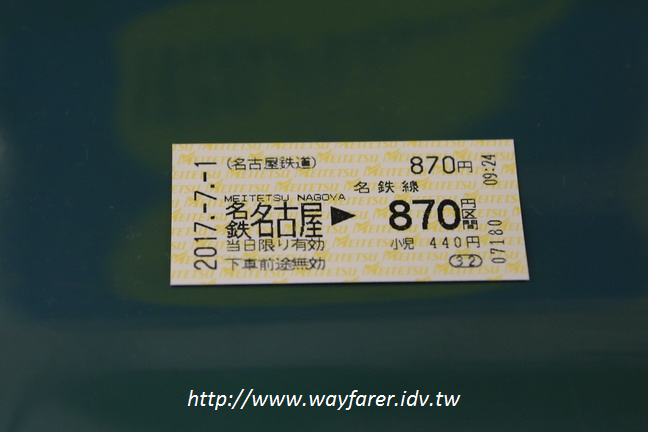 (名古屋鉄道) 870円
名鉄線
MEITETSU NAGOYA
名鉄名古屋 ▶ 870円区間
当日限り有効 小児 440円
下車前途無効 32
2017.-7.-1
07180 09:24
http://www.wayfarer.idv.tw